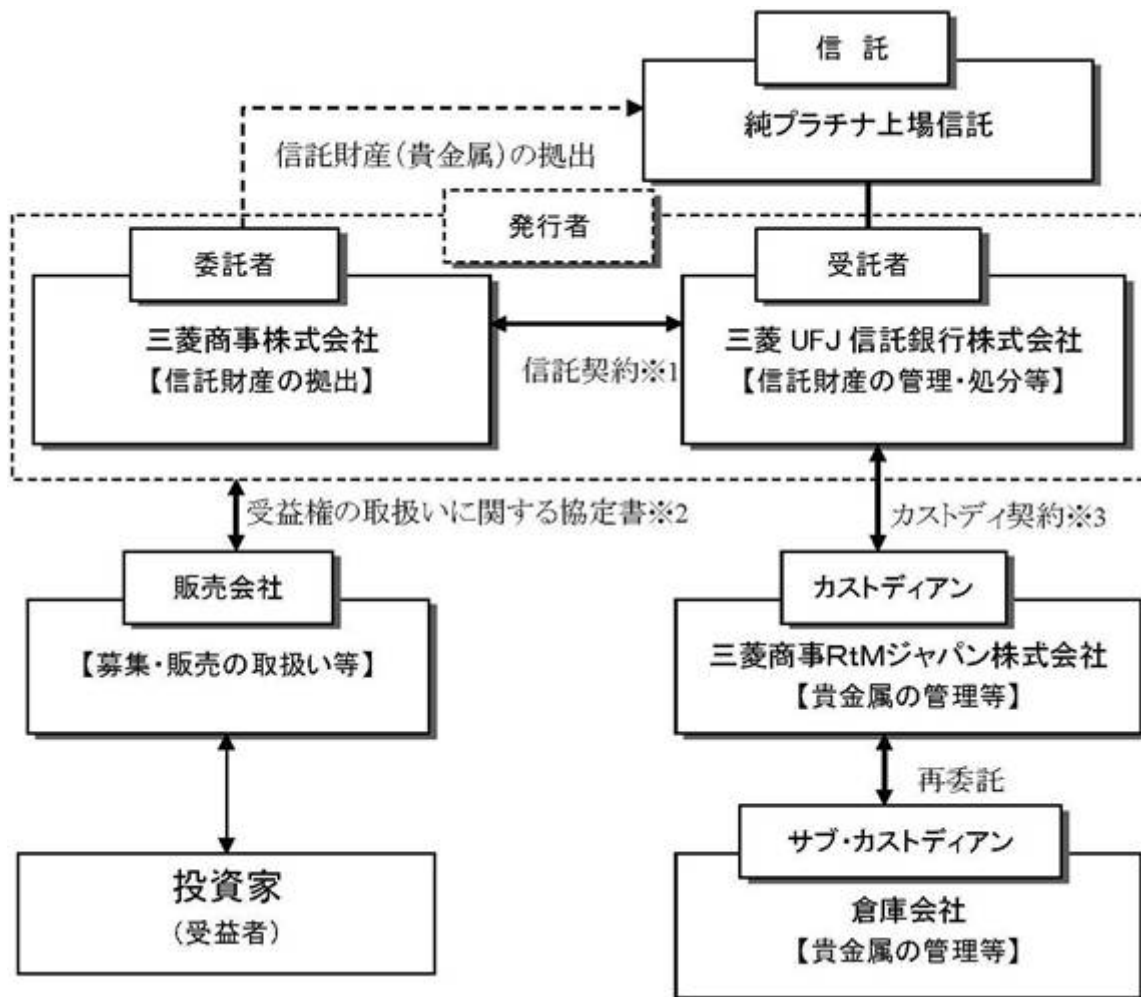 信 託
純プラチナ上場信託
信託財産(貴金属)の拠出
発行者
委託者
三菱商事株式会社
【信託財産の拠出】
信託契約※1
受託者
三菱 UFJ 信託銀行株式会社
【信託財産の管理・処分等】
受益権の取扱いに関する協定書※2
カストディ契約※3
販売会社
【募集・販売の取扱い等】
カストディアン
三菱商事RtMジャパン株式会社
【貴金属の管理等】
再委託
投資家
(受益者)
サブ・カストディアン
倉庫会社
【貴金属の管理等】